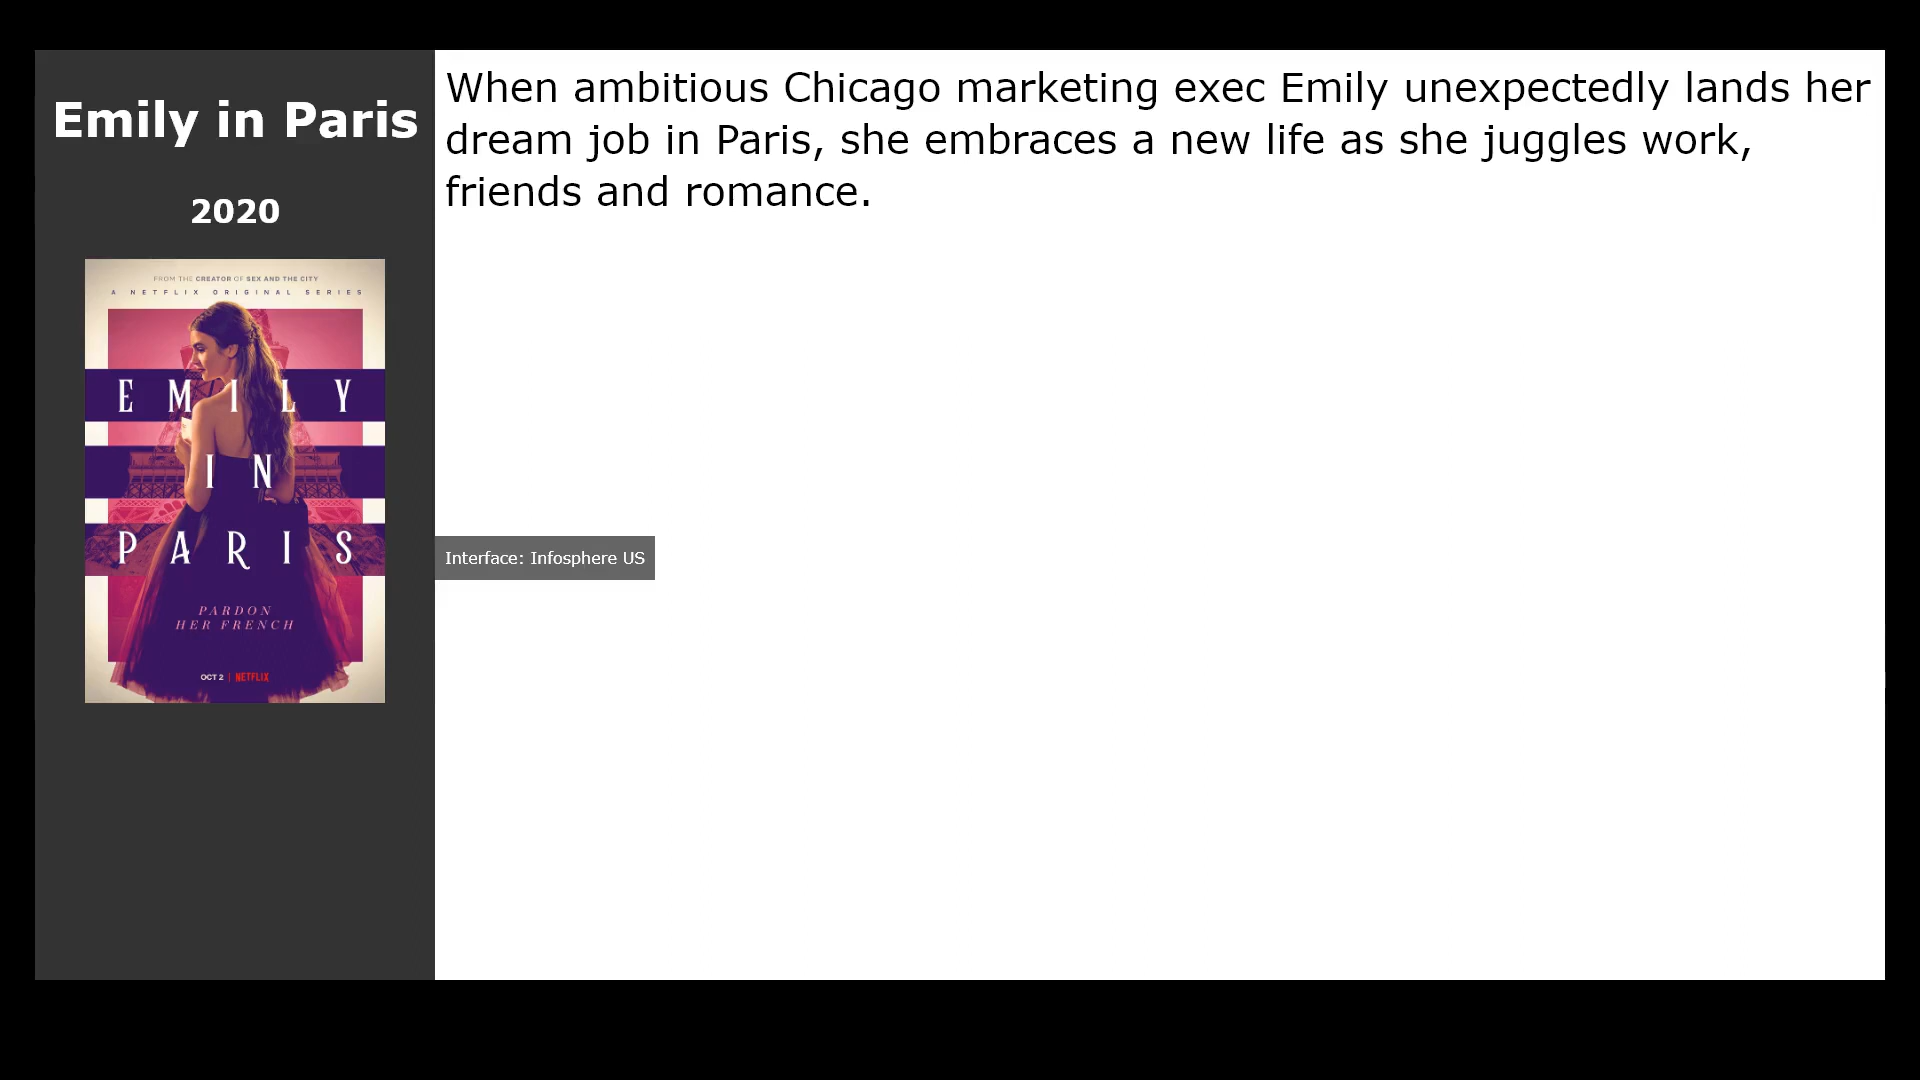 Emily in Paris
2020
FROM THE CREATOR OF SEX AND THE CITY
A NETFLIX ORIGINAL SERIES
EMILY
IN
PARIS
PARDON
HER FRENCH
OCT 2 | NETFLIX
When ambitious Chicago marketing exec Emily unexpectedly lands her
dream job in Paris, she embraces a new life as she juggles work,
friends and romance.
Interface: Infosphere US